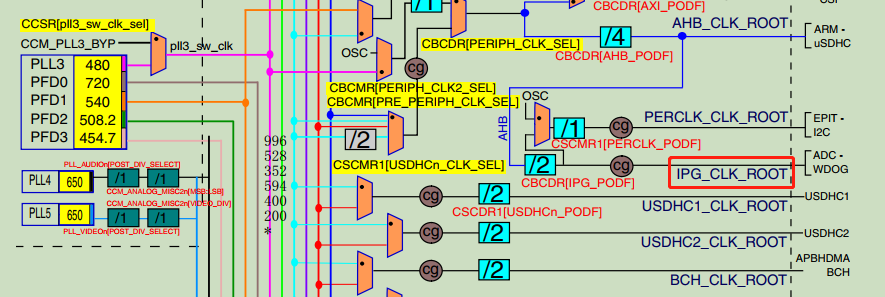 CBCDR[AXI_PODF]
/1
CCSR[pll3_sw_clk_sel]
CCM_PLL3_BYP
pll3_sw_clk
AHB_CLK_ROOT
ARM -
uSDHC
/4
CBCDR[PERIPH_CLK_SEL]
CBCDR[AHB_PODF]
OSC
cg
PLL3 480
PFD0 720
PFD1 540
PFD2 508.2
PFD3 454.7
CBCMR[PERIPH_CLK2_SEL]
CBCMR[PRE_PERIPH_CLK_SEL]
OSC
AHB
/1
cg
PERCLK_CLK_ROOT
EPIT -
I2C
CSCMR1[PERCLK_PODF]
/2
996
528
352
594
400
200
*
CSCMR1[USDHCn_CLK_SEL]
/2
cg
CBCDR[IPG_PODF]
IPG_CLK_ROOT
ADC -
WDOG
PLL_AUDIOn[POST_DIV_SELECT]
PLL4 650 /1 /1
CCM_ANALOG_MISC2n[MSB:LSB]
PLL5 650 /1 /1
CCM_ANALOG_MISC2n[VIDEO_DIV]
PLL_VIDEOn[POST_DIV_SELECT]
cg /2
USDHC1_CLK_ROOT
USDHC1
CSCDR1[USDHCn_PODF]
cg /2
USDHC2_CLK_ROOT
USDHC2
cg /2
BCH_CLK_ROOT
APBHDMA
BCH